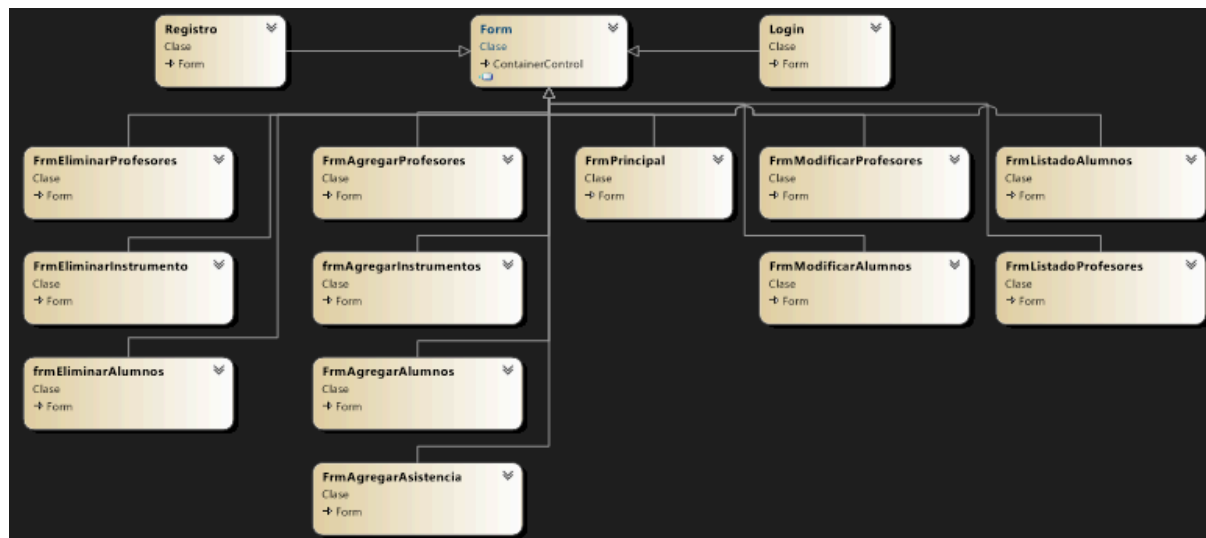 Registro
Clase
Form
Form
Clase
ContainerControl
Login
Clase
Form
FrmEliminarProfesores
Clase
Form
FrmAgregarProfesores
Clase
Form
FrmPrincipal
Clase
Form
FrmModificarProfesores
Clase
Form
FrmListadoAlumnos
Clase
Form
FrmEliminarInstrumento
Clase
Form
frmAgregarInstrumentos
Clase
Form
FrmModificarAlumnos
Clase
Form
FrmListadoProfesores
Clase
Form
frmEliminarAlumnos
Clase
Form
FrmAgregarAlumnos
Clase
Form
FrmAgregarAsistencia
Clase
Form